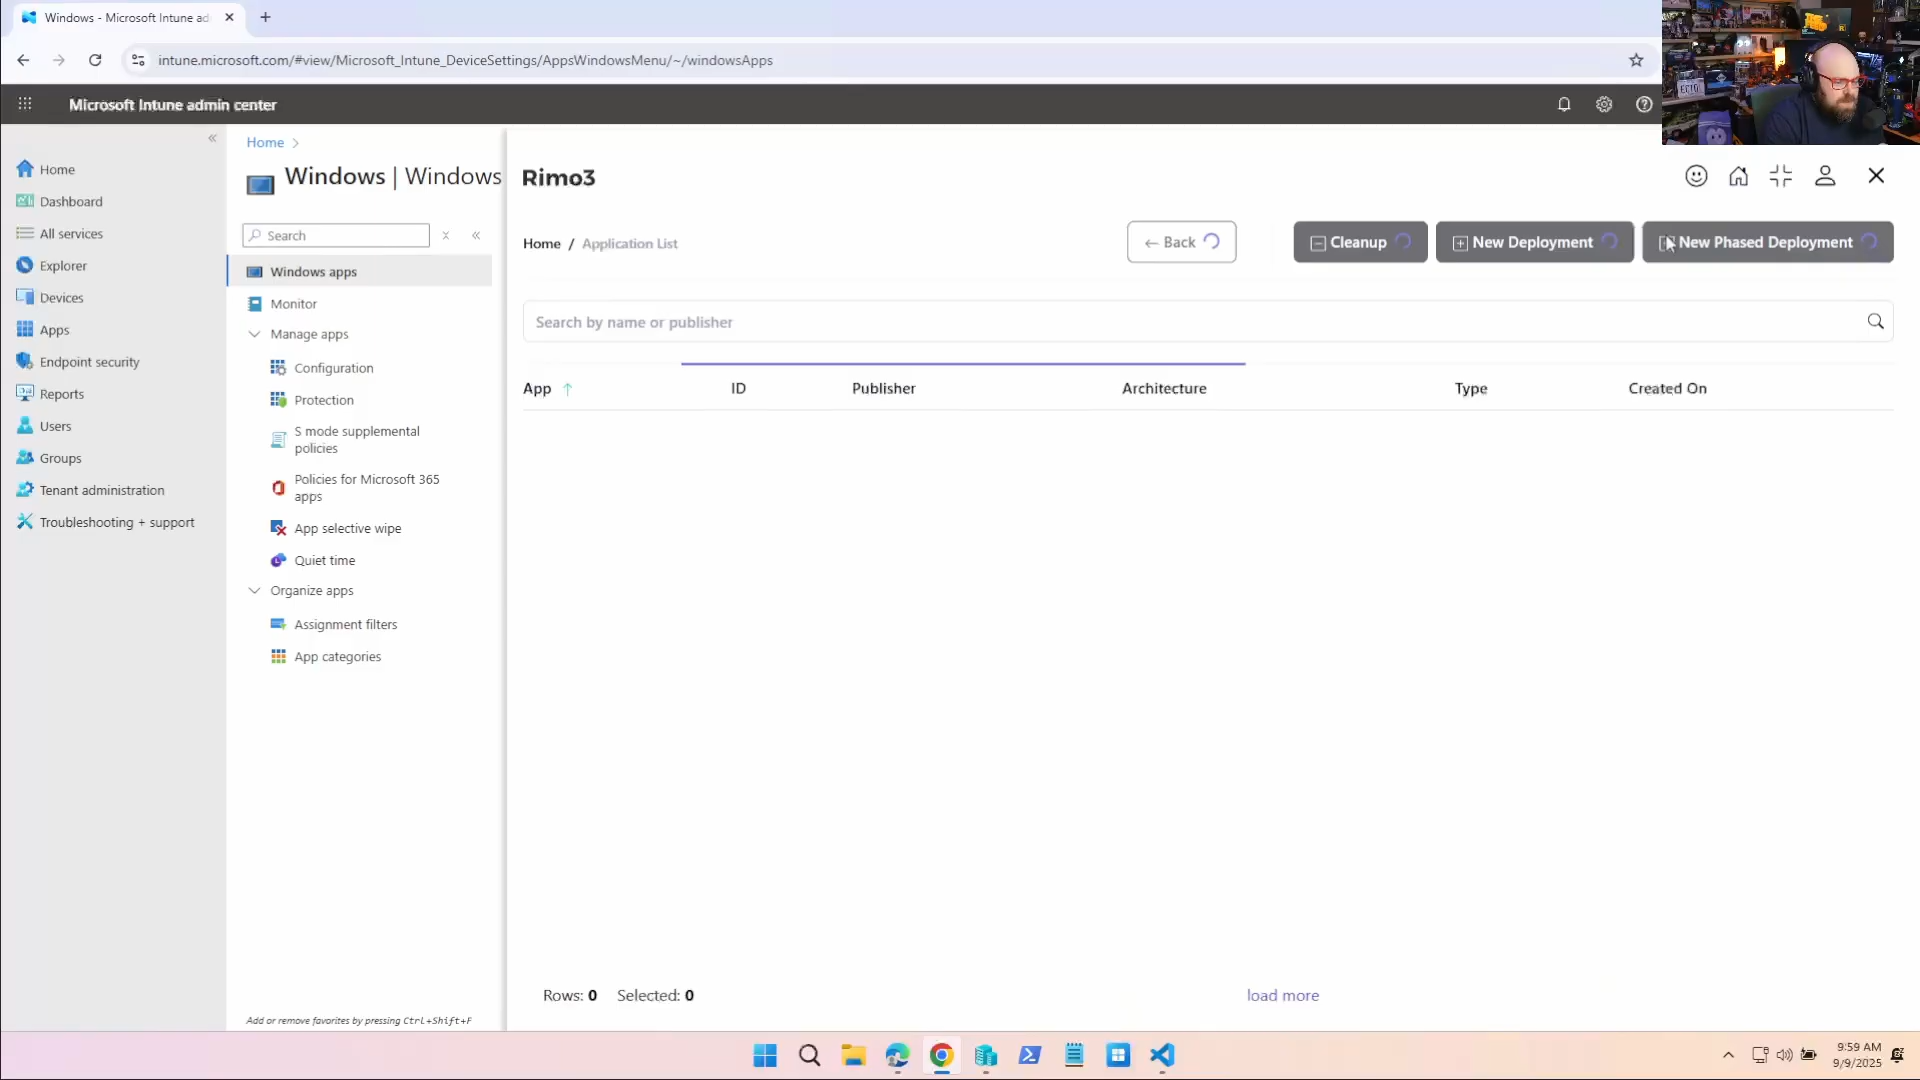 Windows - Microsoft Intune ad
intune.microsoft.com/#view/Microsoft_Intune_DeviceSettings/AppsWindowsMenu/~/windowsApps
Microsoft Intune admin center
Home
Dashboard
All services
Explorer
Devices
Apps
Endpoint security
Reports
Users
Groups
Tenant administration
Troubleshooting + support
Home >
Windows | Windows
Search
Windows apps
Monitor
Manage apps
Configuration
Protection
S mode supplemental
policies
Policies for Microsoft 365
apps
App selective wipe
Quiet time
Organize apps
Assignment filters
App categories
Add or remove favorites by pressing Ctrl+Shift+F
Rimo3
Home / Application List
← Back
Cleanup
New Deployment
New Phased Deployment
Search by name or publisher
App ↑ ID Publisher Architecture Type Created On
Rows: 0 Selected: 0
load more
9:59 AM
9/9/2025